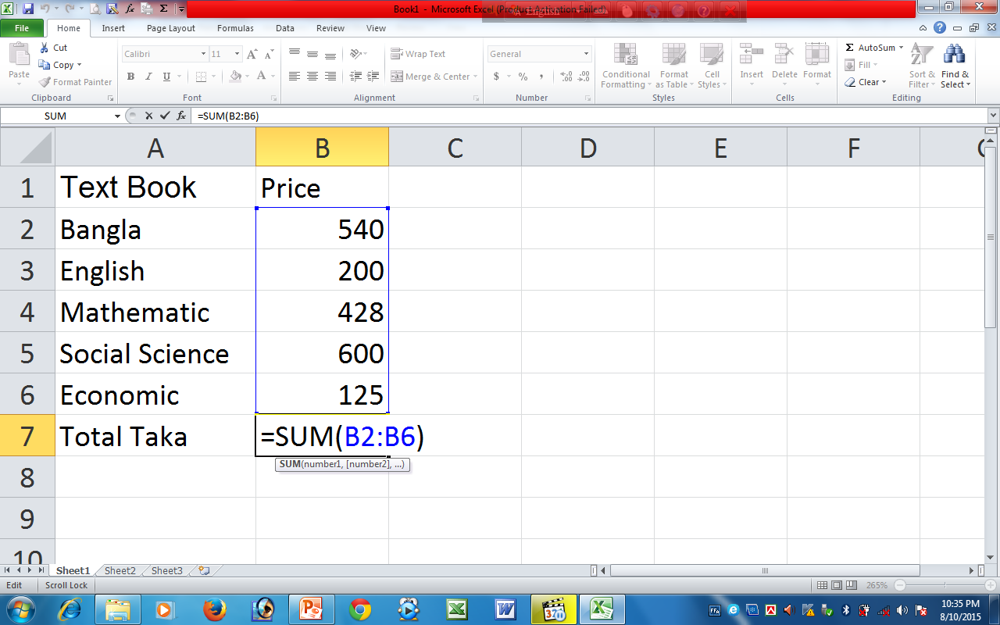 Book1 - Microsoft Excel (Product Activation Failed)
File Home Insert Page Layout Formulas Data Review View
Paste Cut Calibri 11 Wrap Text General Conditional Formatting Format as Table Cell Styles Insert Delete Format AutoSum Sort & Filter Find & Select
Copy Fill
Format Painter B I U A Merge & Center $ % , Clear
Clipboard Font Alignment Number Styles Cells Editing
SUM fx =SUM(B2:B6)
A B C D E F
1 Text Book Price
2 Bangla 540
3 English 200
4 Mathematic 428
5 Social Science 600
6 Economic 125
7 Total Taka =SUM(B2:B6)
SUM(number1, [number2], ...)
8
9
10
Sheet1 Sheet2 Sheet3
Edit Scroll Lock 265%
10:35 PM
8/10/2015